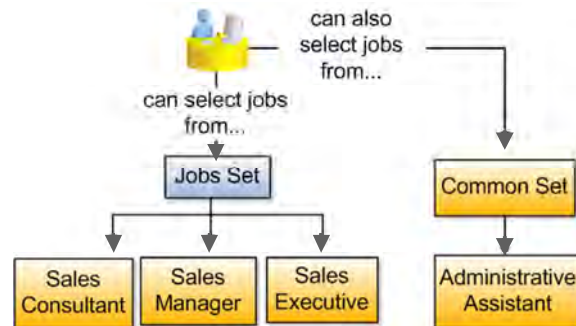 can also
select jobs
from...
can select jobs
from...
Jobs Set
Common Set
Sales
Consultant
Sales
Manager
Sales
Executive
Administrative
Assistant